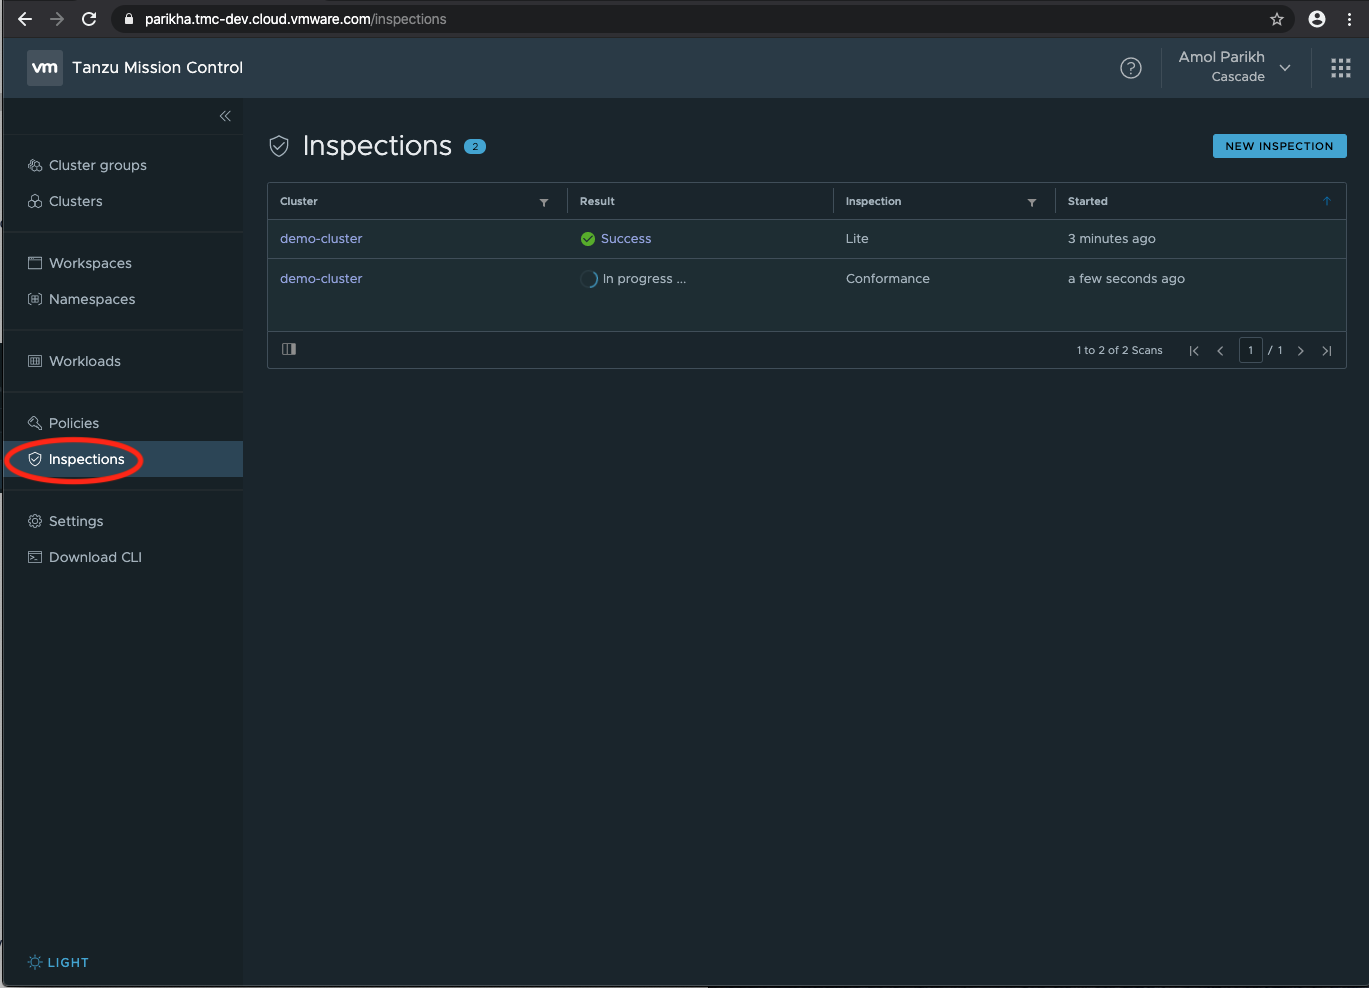 parikha.tmc-dev.cloud.vmware.com/inspections
vm Tanzu Mission Control
?
Amol Parikh
Cascade
Cluster groups
Clusters
Workspaces
Namespaces
Workloads
Policies
Inspections
Settings
Download CLI
LIGHT
Inspections 2
NEW INSPECTION
Cluster Result Inspection Started
demo-cluster Success Lite 3 minutes ago
demo-cluster In progress ... Conformance a few seconds ago
1 to 2 of 2 Scans 1 / 1